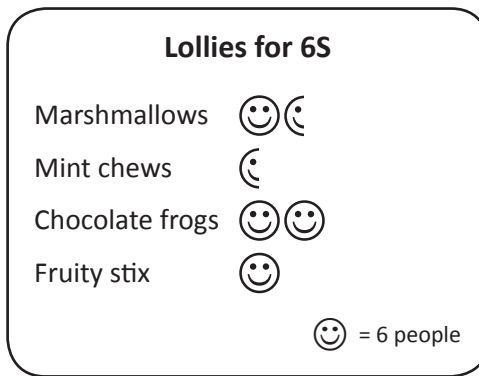 Lollies for 6S
Marshmallows
Mint chews
Chocolate frogs
Fruity stix
= 6 people